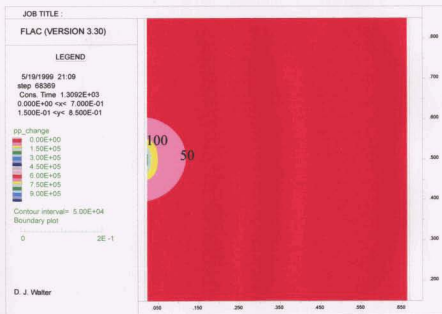 JOB TITLE :
FLAC (VERSION 3.30)
LEGEND
5/19/1999 21:09
step 68369
Cons. Time 1.3092E+03
0.000E+00 <x< 7.000E-01
1.500E-01 <y< 8.500E-01
pp_change
0.00E+00
1.50E+05
3.00E+05
4.50E+05
6.00E+05
7.50E+05
9.00E+05
Contour interval= 5.00E+04
Boundary plot
0 2E -1
D. J. Walter
100
50
.800
.700
.600
.500
.400
.300
.200
.050 .150 .250 .350 .450 .550 .650